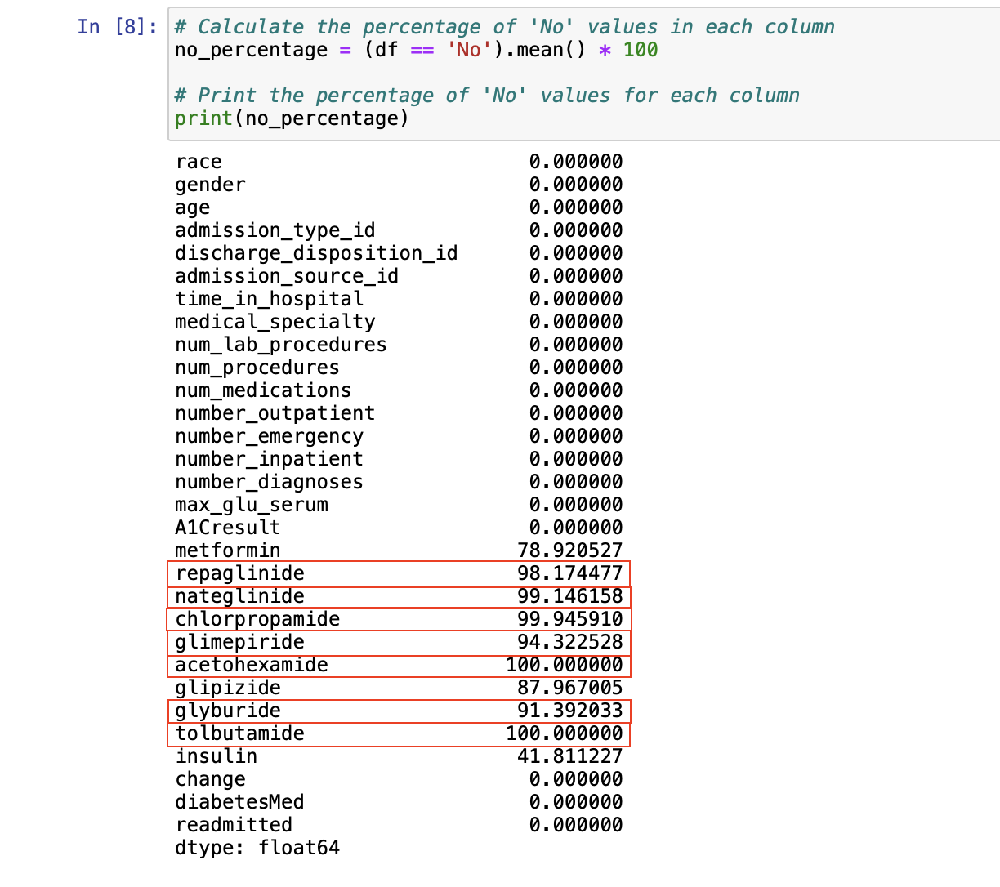 In [8]: # Calculate the percentage of 'No' values in each column
no_percentage = (df == 'No').mean() * 100
# Print the percentage of 'No' values for each column
print(no_percentage)
race 0.000000
gender 0.000000
age 0.000000
admission_type_id 0.000000
discharge_disposition_id 0.000000
admission_source_id 0.000000
time_in_hospital 0.000000
medical_specialty 0.000000
num_lab_procedures 0.000000
num_procedures 0.000000
num_medications 0.000000
number_outpatient 0.000000
number_emergency 0.000000
number_inpatient 0.000000
number_diagnoses 0.000000
max_glu_serum 0.000000
A1Cresult 0.000000
metformin 78.920527
repaglinide 98.174477
nateglinide 99.146158
chlorpropamide 99.945910
glimepiride 94.322528
acetohexamide 100.000000
glipizide 87.967005
glyburide 91.392033
tolbutamide 100.000000
insulin 41.811227
change 0.000000
diabetesMed 0.000000
readmitted 0.000000
dtype: float64